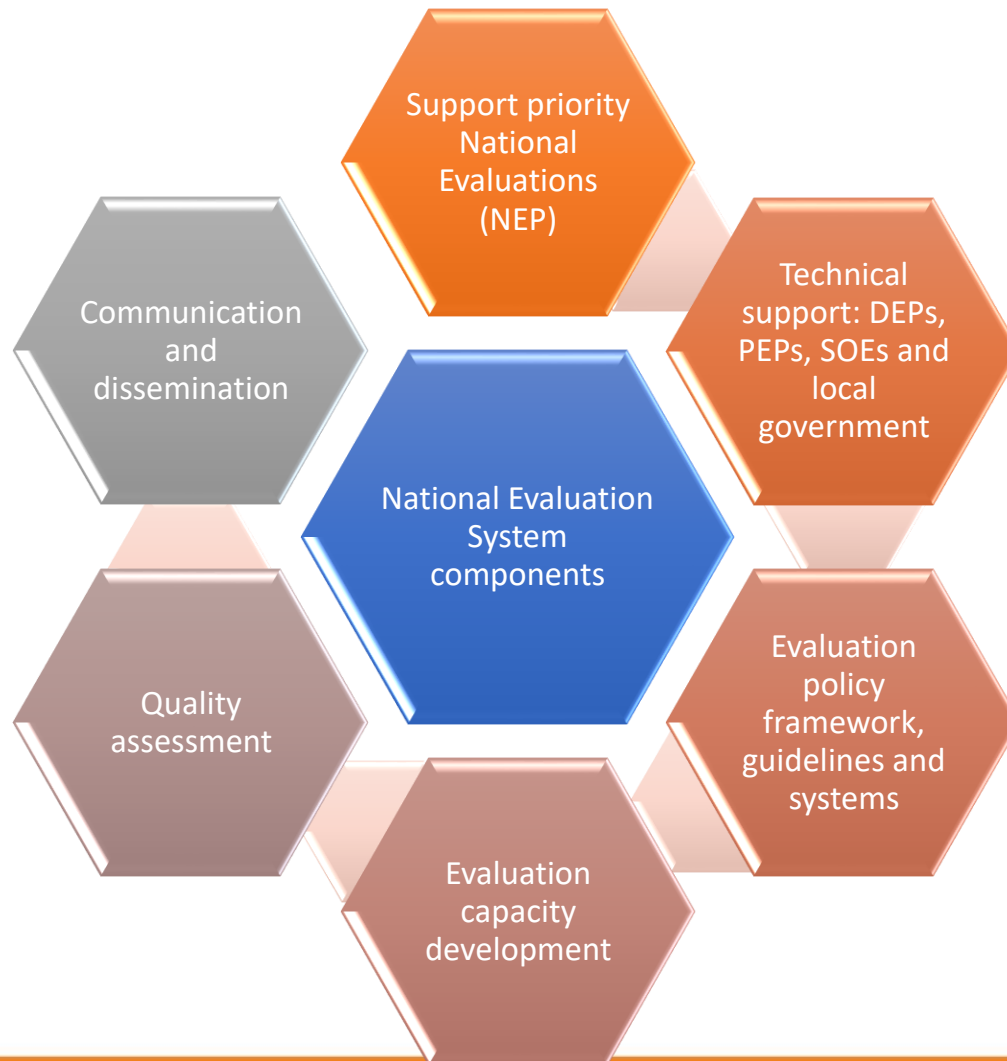 Support priority
National
Evaluations
(NEP)
Technical
support: DEPs,
PEPs, SOEs and
local
government
Evaluation
policy
framework,
guidelines and
systems
Evaluation
capacity
development
Quality
assessment
Communication
and
dissemination
National Evaluation
System
components